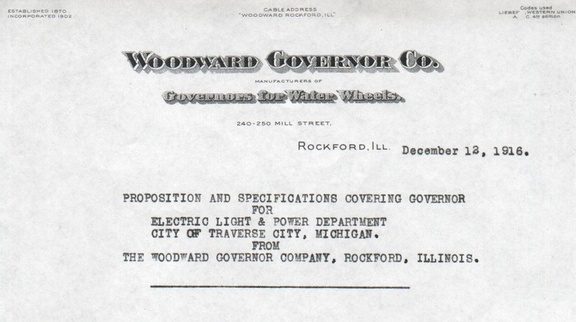 ESTABLISHED 1870
INCORPORATED 1902
CABLE ADDRESS
"WOODWARD ROCKFORD, ILL"
Codes used
LIEBER'S, WESTERN UNION
A
WOODWARD GOVERNOR CO.
MANUFACTURERS OF
Governors for Water Wheels.
240-250 MILL STREET,
ROCKFORD, ILL. December 12, 1916.
PROPOSITION AND SPECIFICATIONS COVERING GOVERNOR
FOR
ELECTRIC LIGHT & POWER DEPARTMENT
CITY OF TRAVERSE CITY, MICHIGAN.
FROM
THE WOODWARD GOVERNOR COMPANY, ROCKFORD, ILLINOIS.